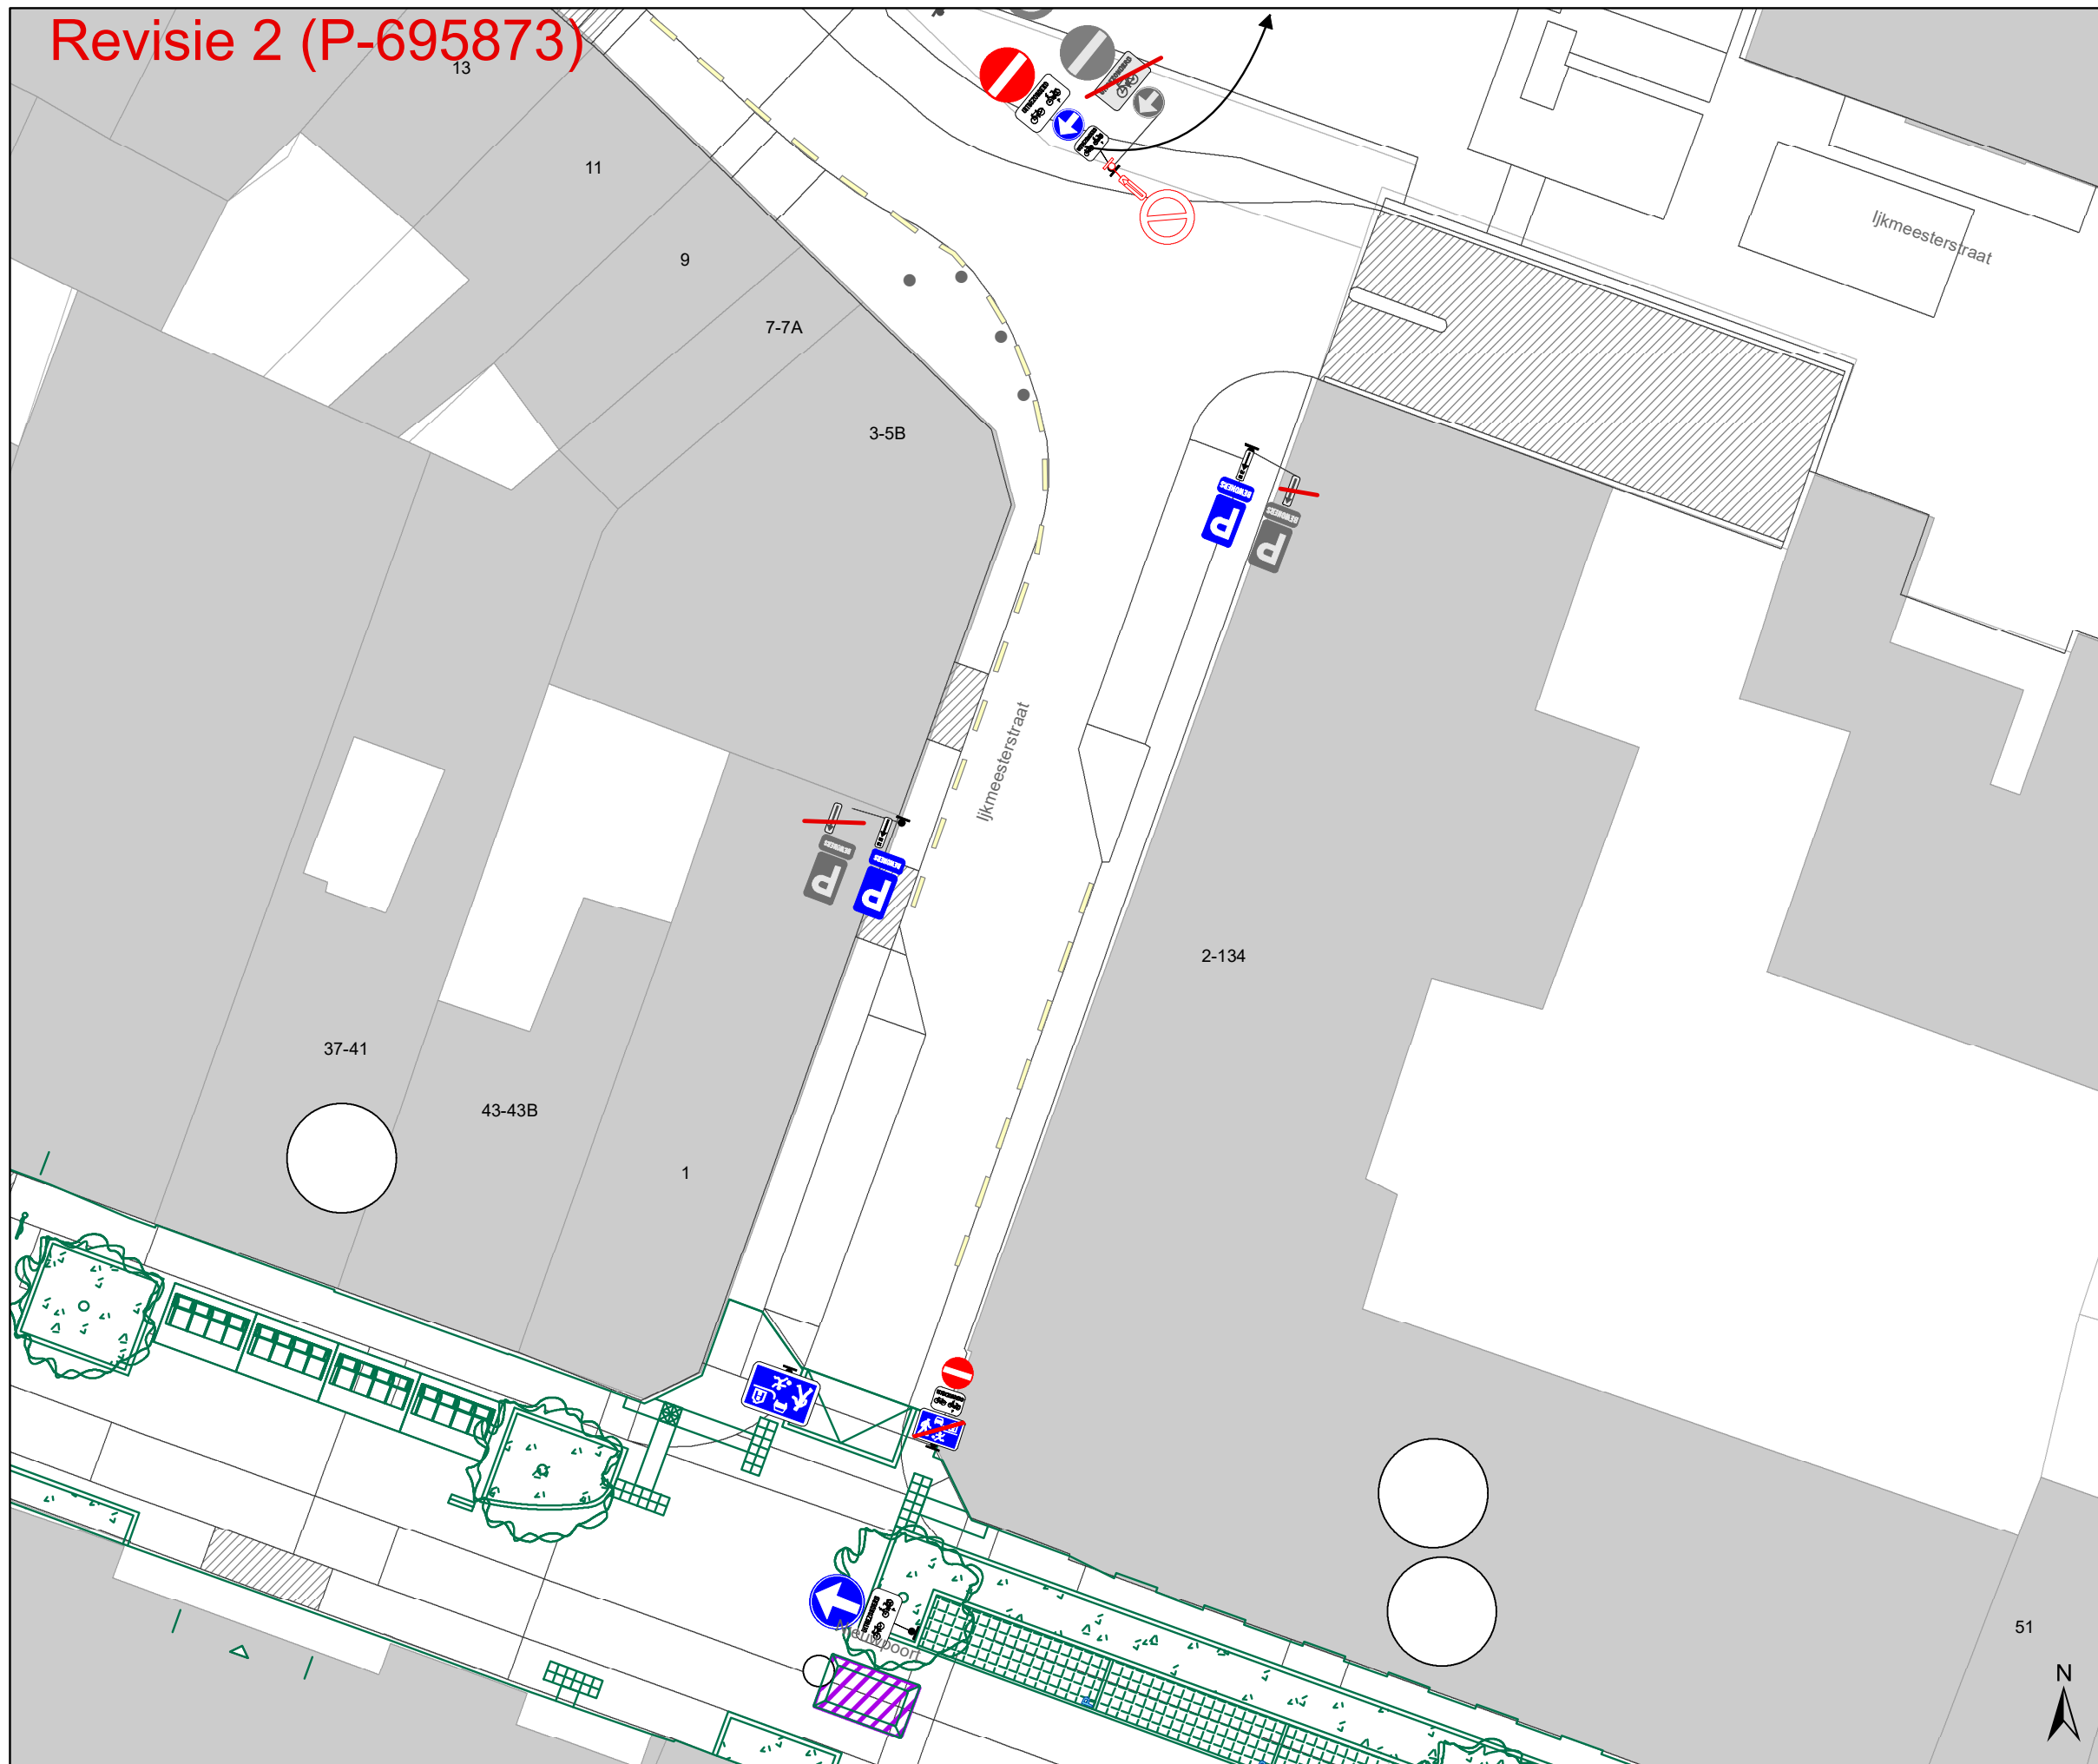 Revisie 2 (P-695873)
13
11
9
7-7A
3-5B
Ijkmeesterstraat
Ijkmeesterstraat
P
P
BEWONERS
P
P
2-134
37-41
43-43B
1
51
N